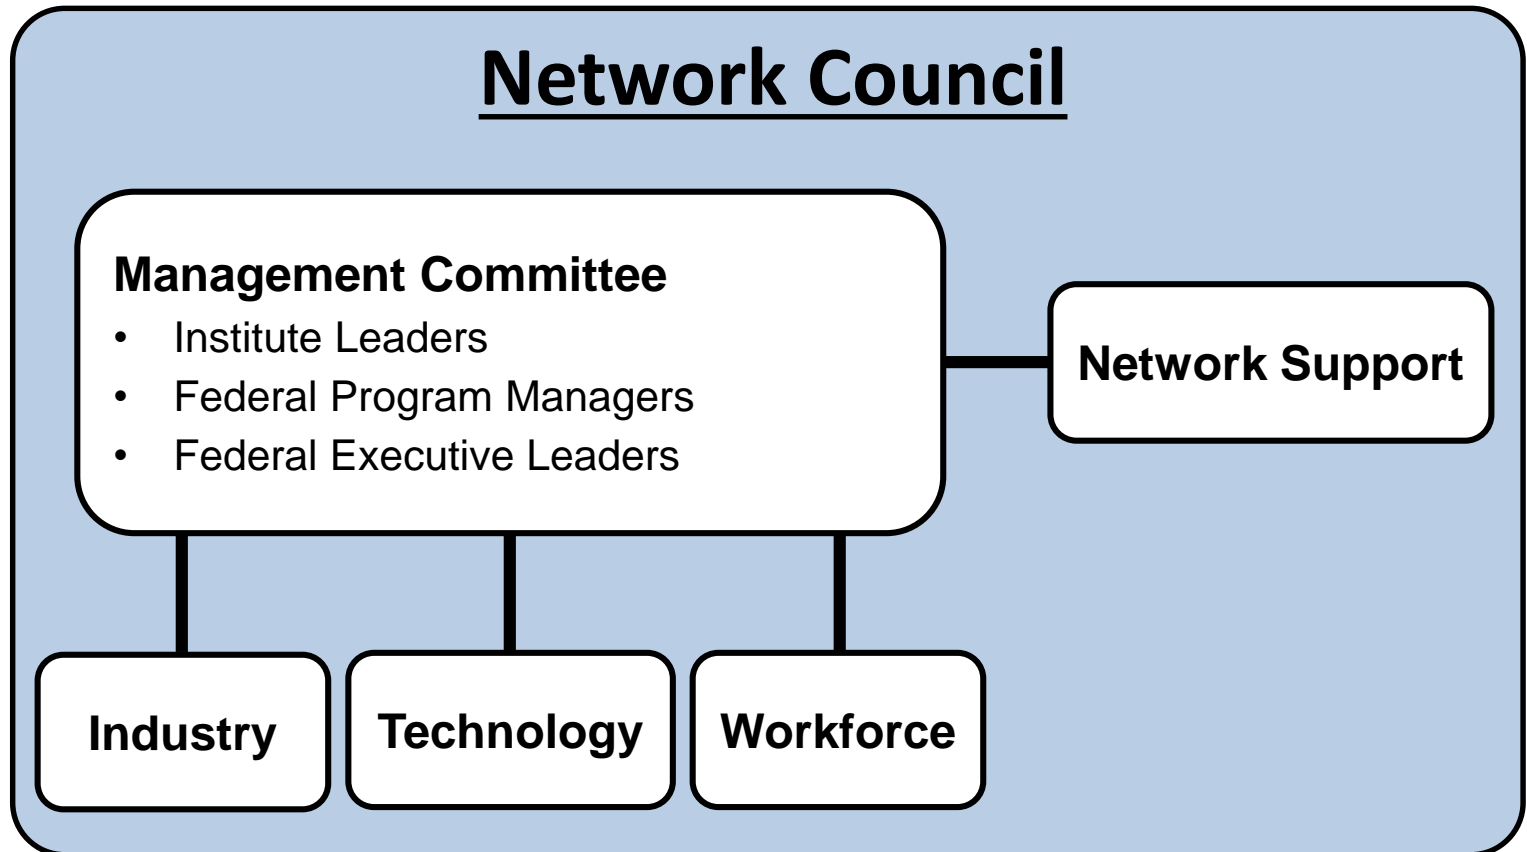 Network Council
Management Committee
• Institute Leaders
• Federal Program Managers
• Federal Executive Leaders
Network Support
Industry
Technology
Workforce